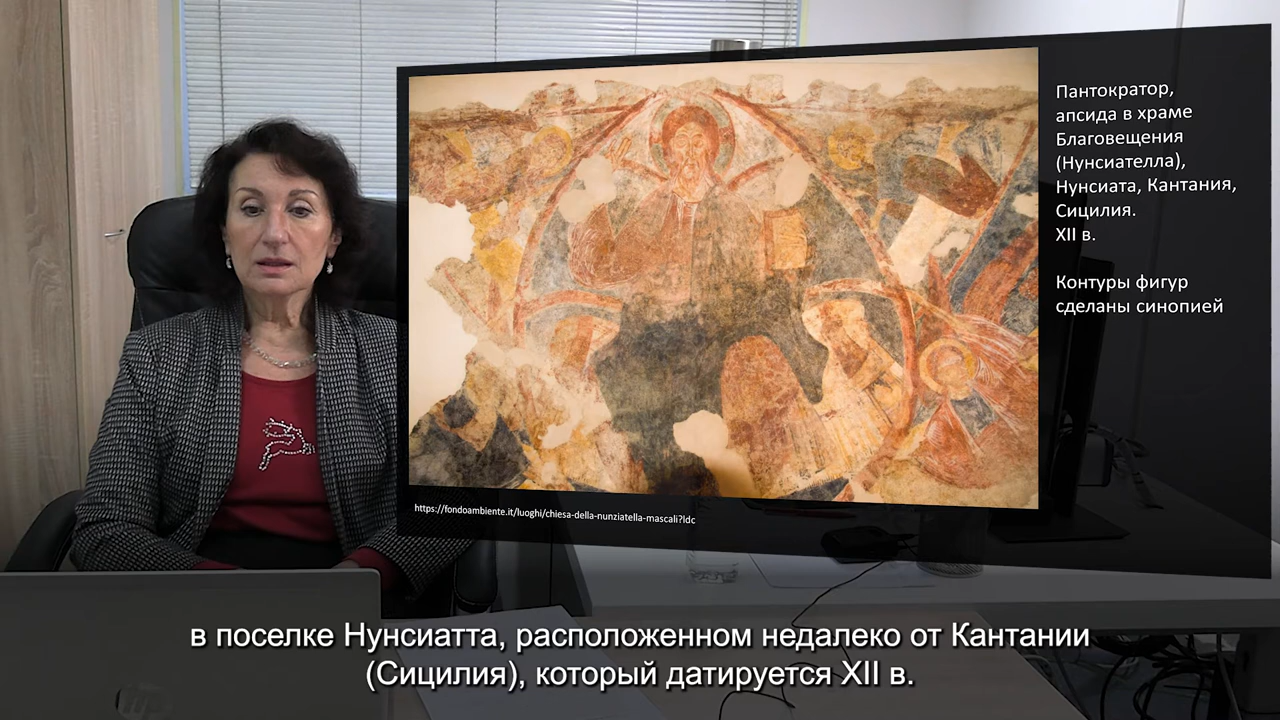 Пантократор,
апсида в храме
Благовещения
(Нунсиателла),
Нунсиата, Кантания,
Сицилия.
XII в.
Контуры фигур
сделаны синопией
https://fondoambiente.it/luoghi/chiesa-della-nunziatella-mascali?ldc
в поселке Нунсиатта, расположенном недалеко от Кантании
(Сицилия), который датируется XII в.